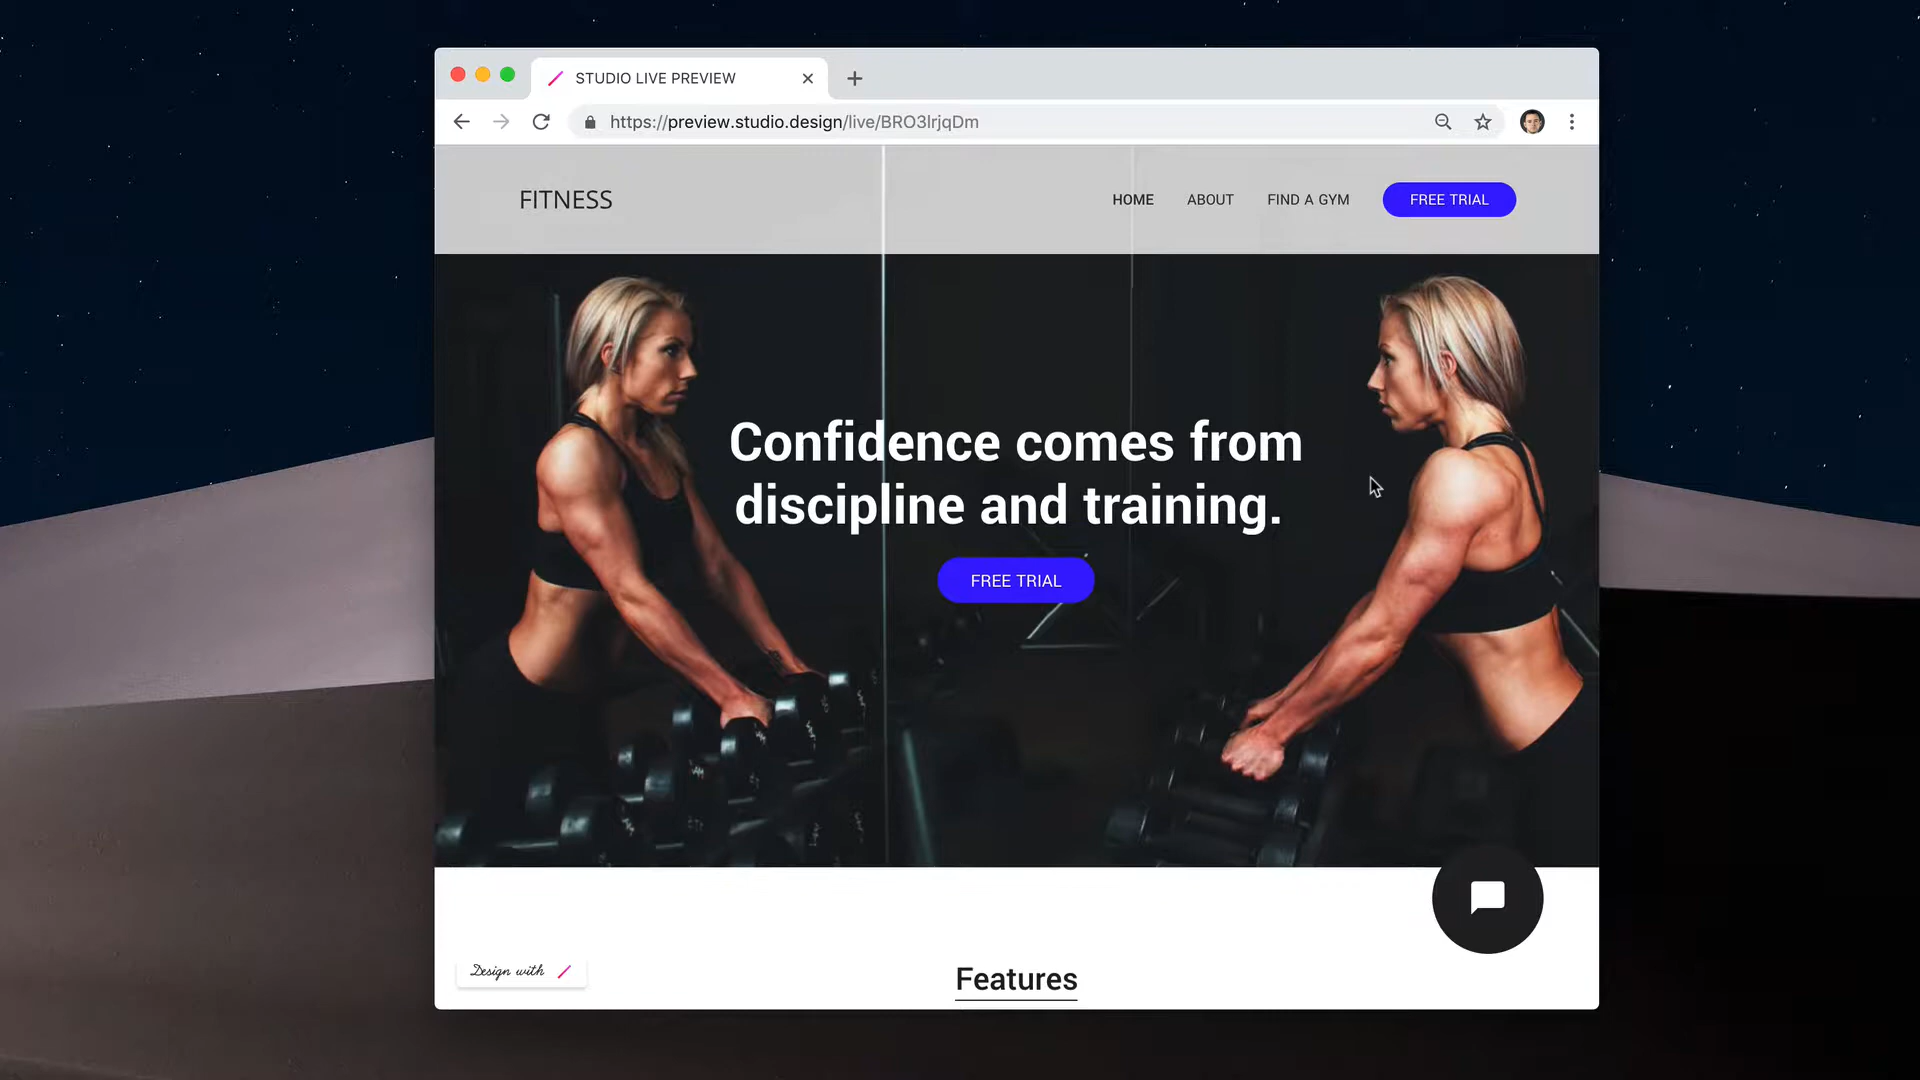 STUDIO LIVE PREVIEW
https://preview.studio.design/live/BRO3lrjqDm
FITNESS
HOME ABOUT FIND A GYM FREE TRIAL
Confidence comes from
discipline and training.
FREE TRIAL
Design with
Features